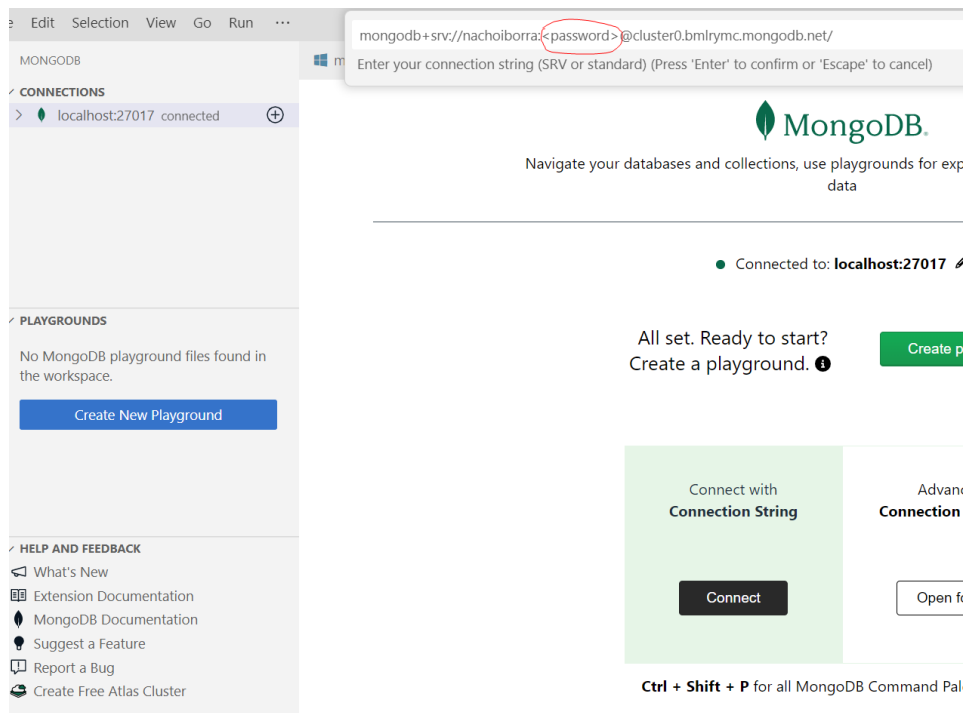 Edit Selection View Go Run ···
mongodb+srv://nachoiborra:<password>@cluster0.bmlrymc.mongodb.net/
Enter your connection string (SRV or standard) (Press 'Enter' to confirm or 'Escape' to cancel)
MONGODB
CONNECTIONS
localhost:27017 connected
MongoDB.
Navigate your databases and collections, use playgrounds for exp
data
Connected to: localhost:27017
PLAYGROUNDS
No MongoDB playground files found in
the workspace.
Create New Playground
All set. Ready to start?
Create a playground.
Create p
Connect with
Connection String
Connect
Advanc
Connection
Open fo
HELP AND FEEDBACK
What's New
Extension Documentation
MongoDB Documentation
Suggest a Feature
Report a Bug
Create Free Atlas Cluster
Ctrl + Shift + P for all MongoDB Command Pal